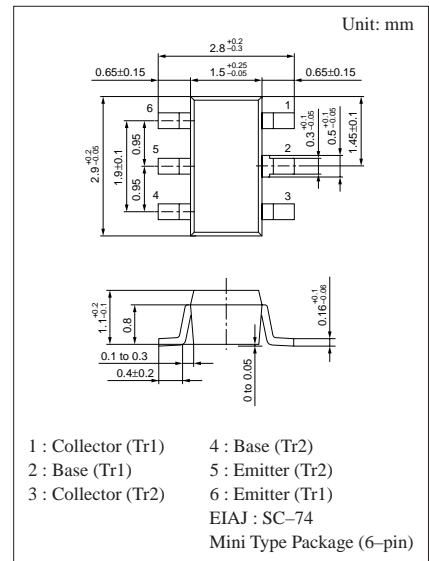 Unit: mm
2.8 +0.2 −0.3
0.65±0.15
1.5 +0.25 −0.05
0.65±0.15
6
1
5
2
4
3
2.9 +0.2 −0.05
1.9±0.1
0.95
0.95
0.3 +0.1 −0.05
0.5 +0.1 −0.05
1.45±0.1
1.1 +0.2 −0.1
0.8
0.16 +0.1 −0.06
0.1 to 0.3
0.4±0.2
0 to 0.05
1 : Collector (Tr1)
2 : Base (Tr1)
3 : Collector (Tr2)
4 : Base (Tr2)
5 : Emitter (Tr2)
6 : Emitter (Tr1)
EIAJ : SC–74
Mini Type Package (6–pin)